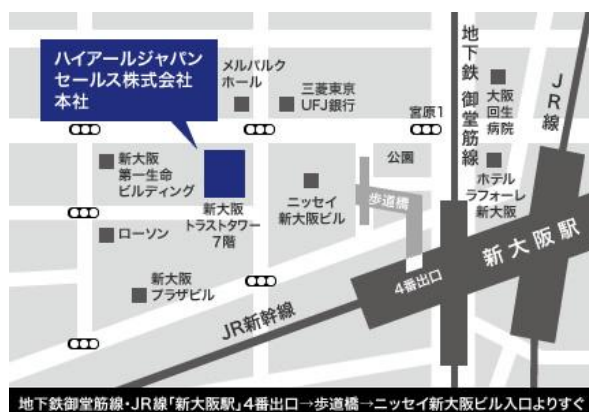 ハイアールジャパン
セールス株式会社
本社
メルパルク
ホール
三菱東京
UFJ銀行
宮原1
地下鉄 御堂筋線
大阪
回生
病院
JR線
新大阪
第一生命
ビルディング
新大阪
トラストタワー
7階
ニッセイ
新大阪ビル
公園
歩道橋
ホテル
ラフォーレ
新大阪
ローソン
新大阪
プラザビル
4番出口
新大阪駅
JR新幹線
地下鉄御堂筋線・JR線「新大阪駅」4番出口→歩道橋→ニッセイ新大阪ビル入口よりすぐ